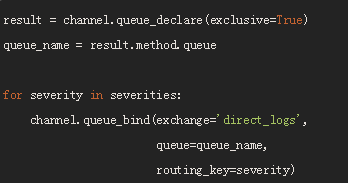 result = channel.queue_declare(exclusive=True)
queue_name = result.method.queue
for severity in severities:
    channel.queue_bind(exchange='direct_logs',
                       queue=queue_name,
                       routing_key=severity)